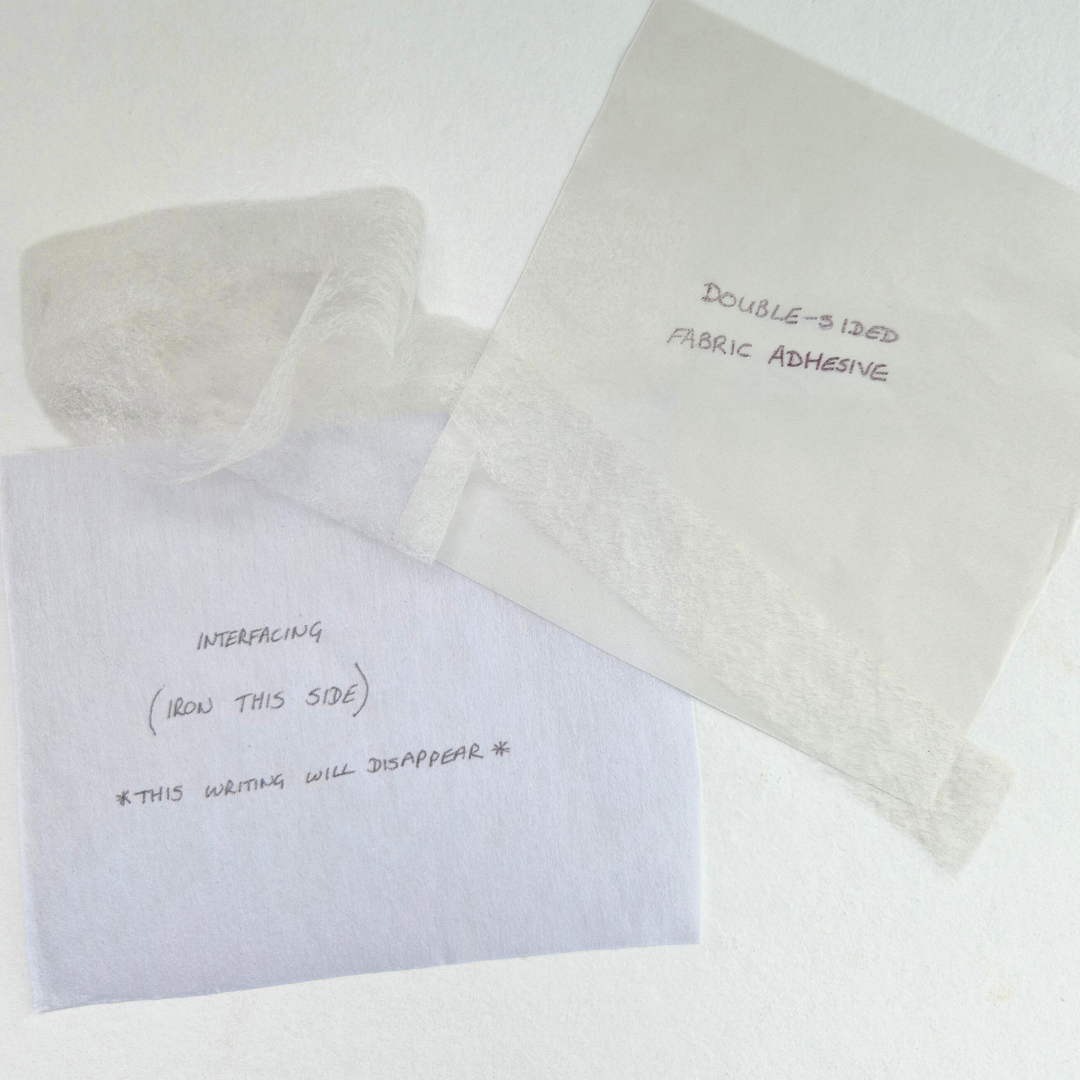 DOUBLE-SIDED
FABRIC ADHESIVE
INTERFACING
(IRON THIS SIDE)
*THIS WRITING WILL DISAPPEAR*